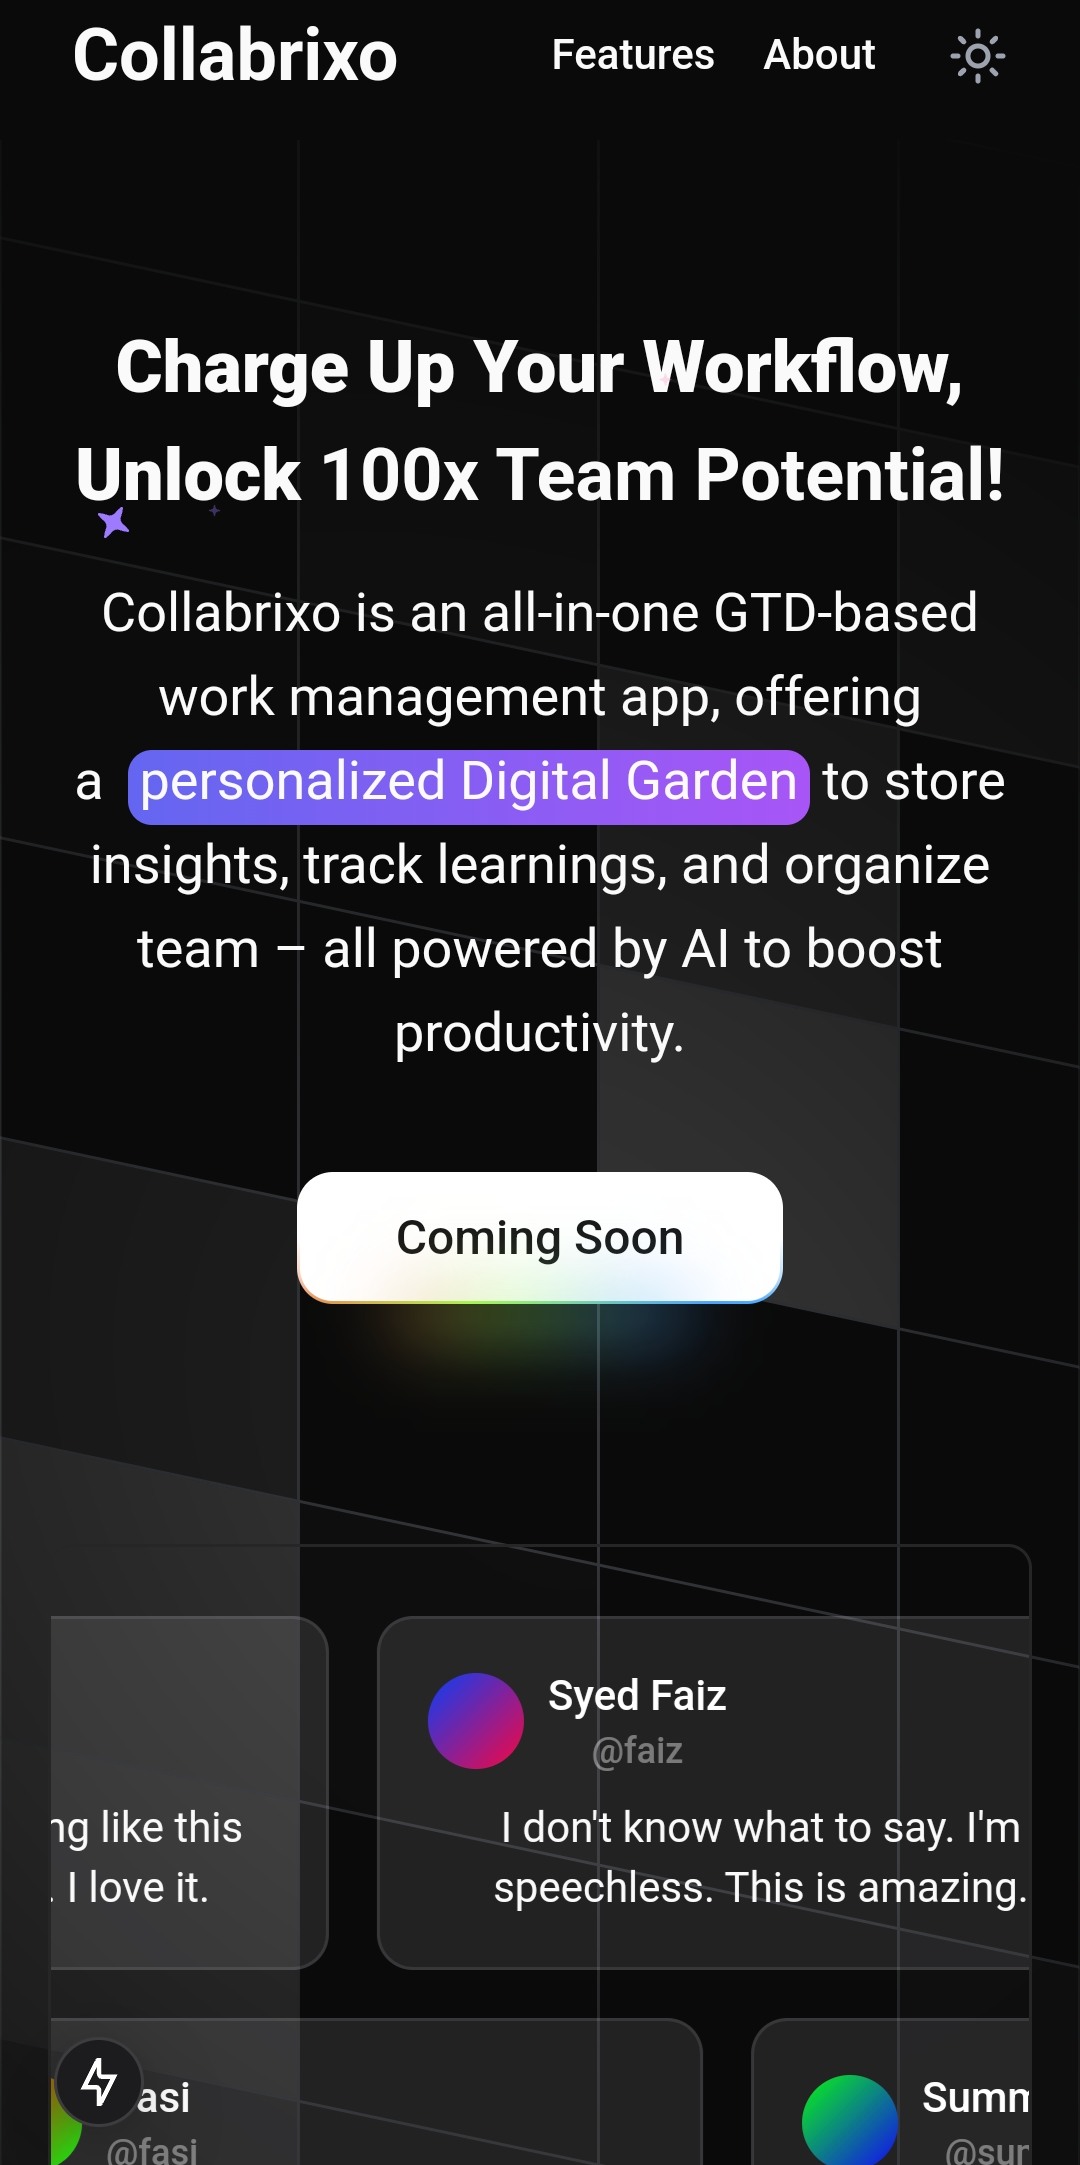 Collabrixo
Features
About
Charge Up Your Workflow,
Unlock 100x Team Potential!
Collabrixo is an all-in-one GTD-based
work management app, offering
a personalized Digital Garden to store
insights, track learnings, and organize
team – all powered by AI to boost
productivity.
Coming Soon
ng like this
. I love it.
Syed Faiz
@faiz
I don't know what to say. I'm
speechless. This is amazing.
asi
@fasi
Summ
@sum